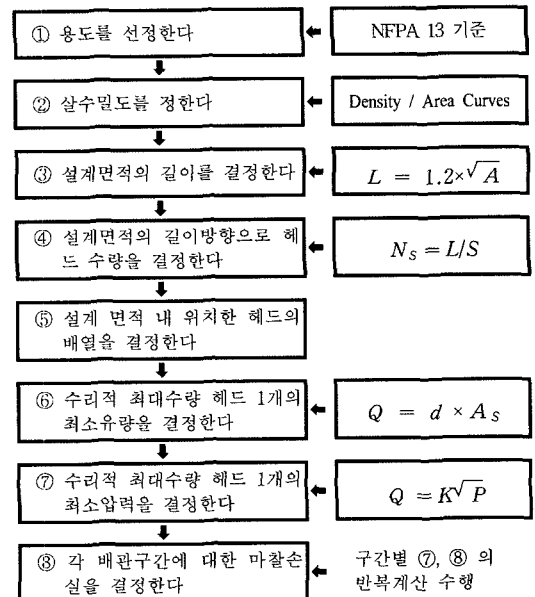 ① 용도를 선정한다
NFPA 13 기준
② 살수밀도를 정한다
Density / Area Curves
③ 설계면적의 길이를 결정한다
L = 1.2×√A
④ 설계면적의 길이방향으로 헤
드 수량을 결정한다
N_S = L/S
⑤ 설계 면적 내 위치한 헤드의
배열을 결정한다
⑥ 수리적 최대수량 헤드 1개의
최소유량을 결정한다
Q = d × A_S
⑦ 수리적 최대수량 헤드 1개의
최소압력을 결정한다
Q = K√P
⑧ 각 배관구간에 대한 마찰손
실을 결정한다
구간별 ⑦, ⑧ 의
반복계산 수행